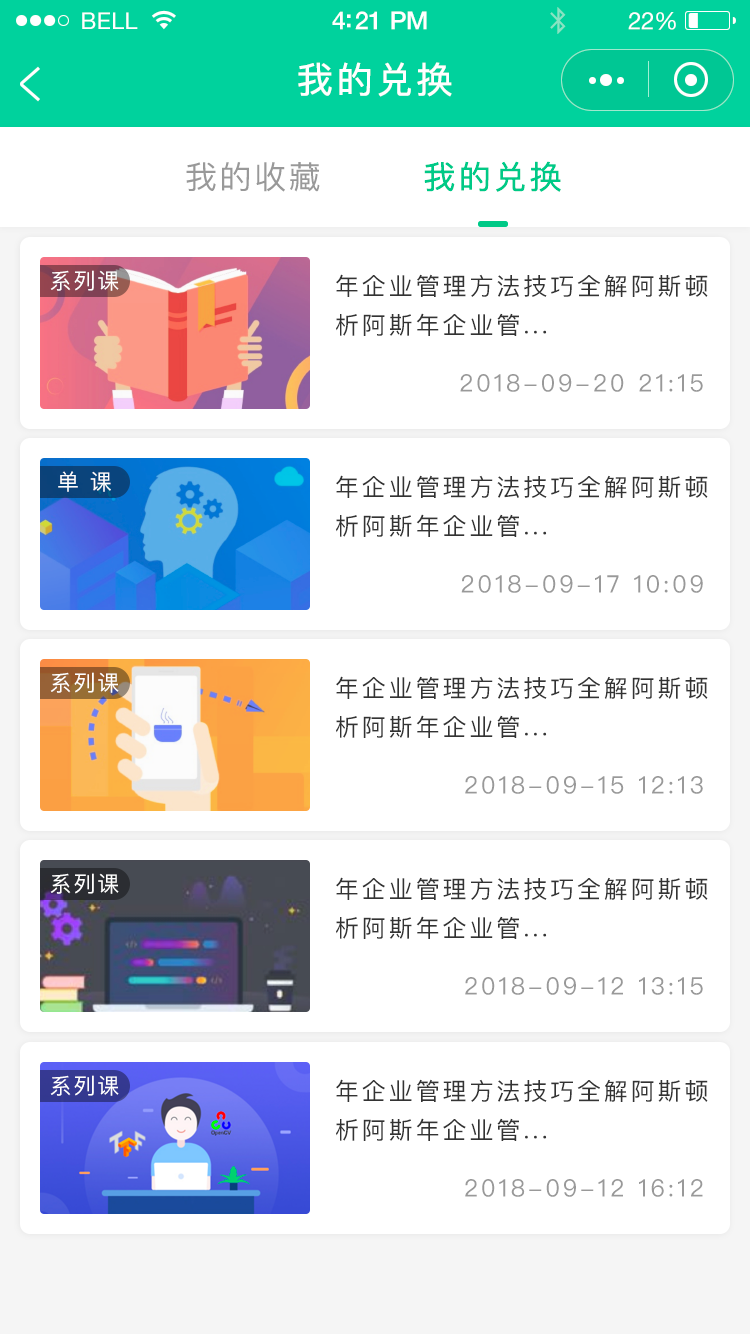 BELL 4:21 PM 22%
我的兑换
我的收藏 我的兑换
系列课
年企业管理方法技巧全解阿斯顿
析阿斯年企业管...
2018-09-20 21:15
单 课
年企业管理方法技巧全解阿斯顿
析阿斯年企业管...
2018-09-17 10:09
系列课
年企业管理方法技巧全解阿斯顿
析阿斯年企业管...
2018-09-15 12:13
系列课
年企业管理方法技巧全解阿斯顿
析阿斯年企业管...
2018-09-12 13:15
系列课
年企业管理方法技巧全解阿斯顿
析阿斯年企业管...
OpenCV
2018-09-12 16:12